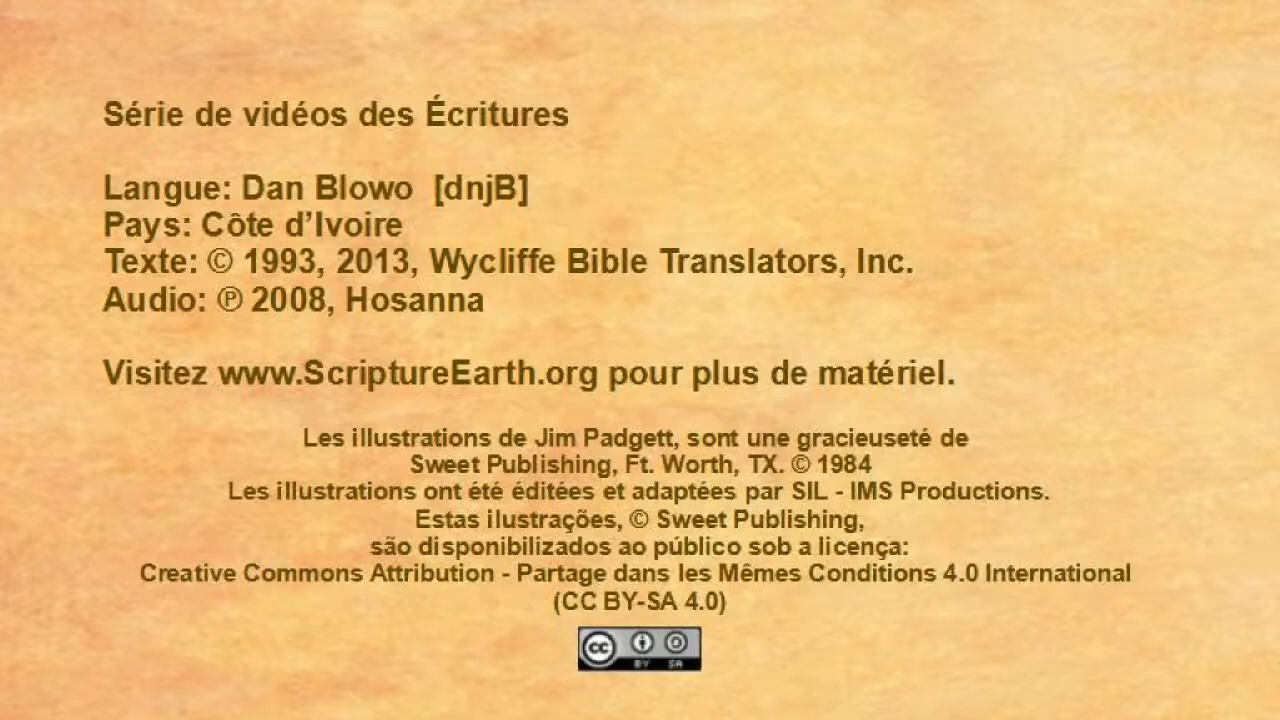 Série de vidéos des Écritures
Langue: Dan Blowo [dnjB]
Pays: Côte d’Ivoire
Texte: © 1993, 2013, Wycliffe Bible Translators, Inc.
Audio: ℗ 2008, Hosanna
Visitez www.ScriptureEarth.org pour plus de matériel.
Les illustrations de Jim Padgett, sont une gracieuseté de
Sweet Publishing, Ft. Worth, TX. © 1984
Les illustrations ont été éditées et adaptées par SIL - IMS Productions.
Estas ilustrações, © Sweet Publishing,
são disponibilizados ao público sob a licença:
Creative Commons Attribution - Partage dans les Mêmes Conditions 4.0 International
(CC BY-SA 4.0)
cc BY SA